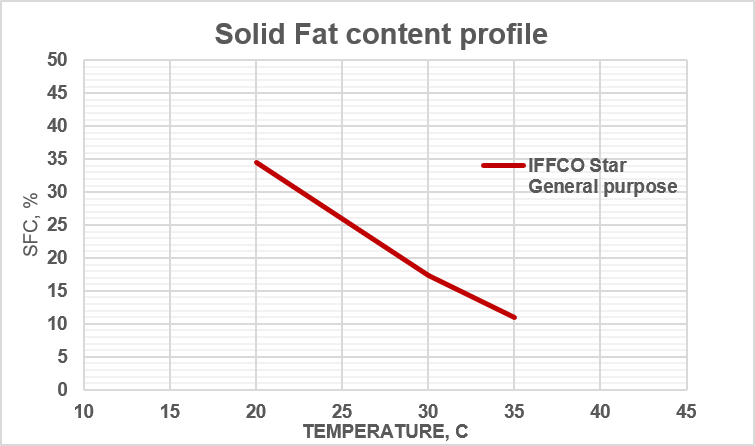 Solid Fat content profile
50
45
40
35
30
25
20
15
10
5
0
SFC, %
IFFCO Star
General purpose
10 15 20 25 30 35 40 45
TEMPERATURE, C